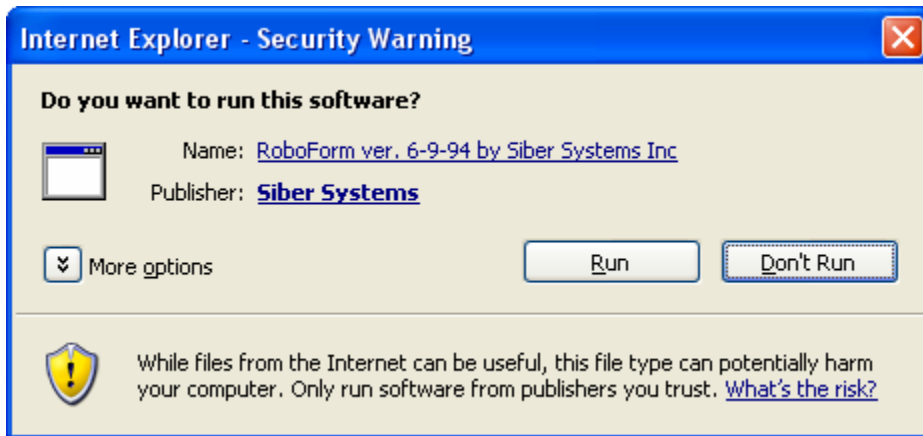 Internet Explorer - Security Warning
Do you want to run this software?
Name: RoboForm ver. 6-9-94 by Siber Systems Inc
Publisher: Siber Systems
More options
Run
Don't Run
While files from the Internet can be useful, this file type can potentially harm
your computer. Only run software from publishers you trust. What's the risk?